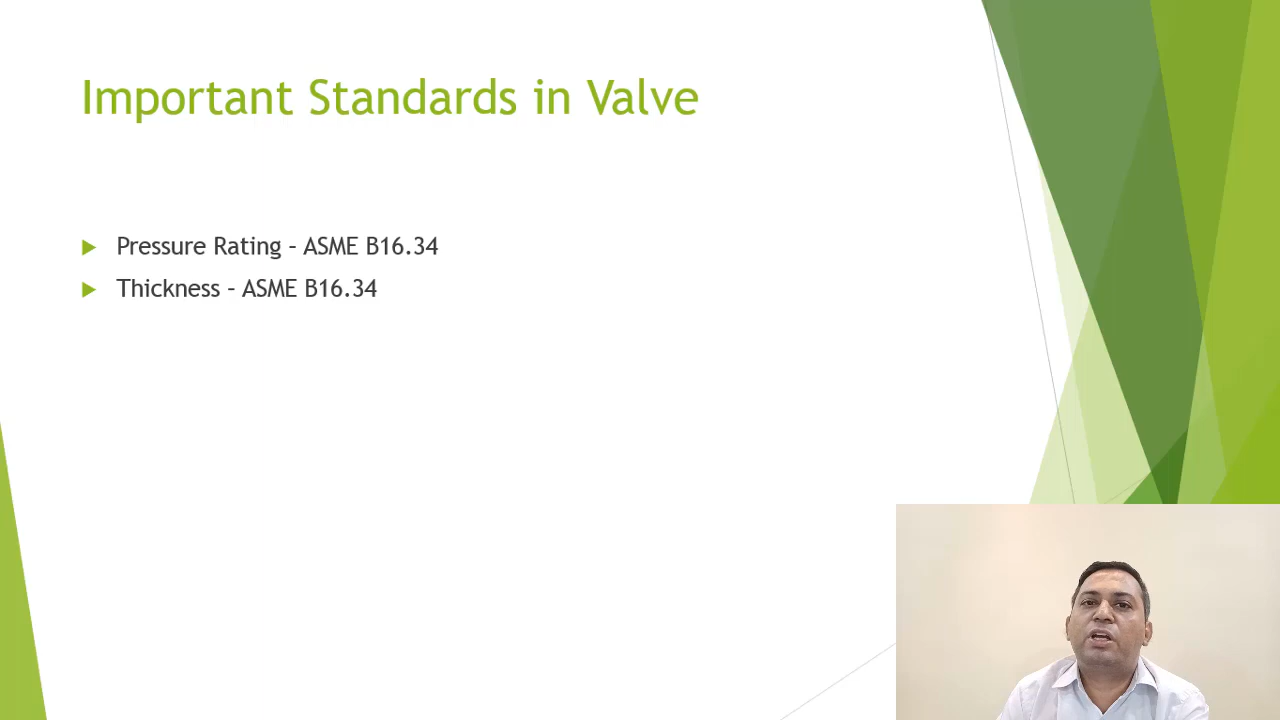 Important Standards in Valve
Pressure Rating – ASME B16.34
Thickness – ASME B16.34